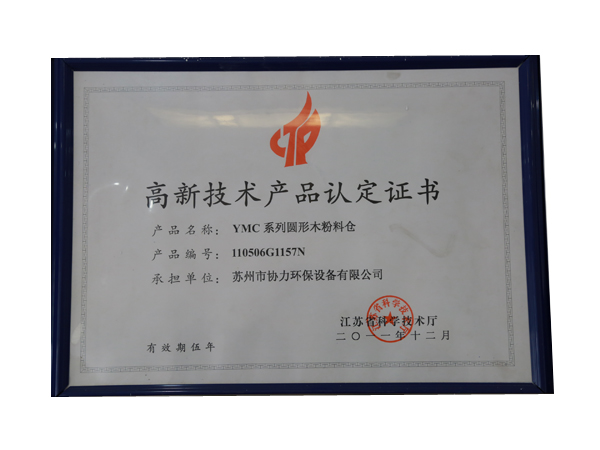 高新技术产品认定证书
产品名称： YMC 系列圆形木粉料仓
产品编号： 110506G1157N
承担单位： 苏州市协力环保设备有限公司
江苏省科学技术厅
二〇一一年十二月
有效期伍年